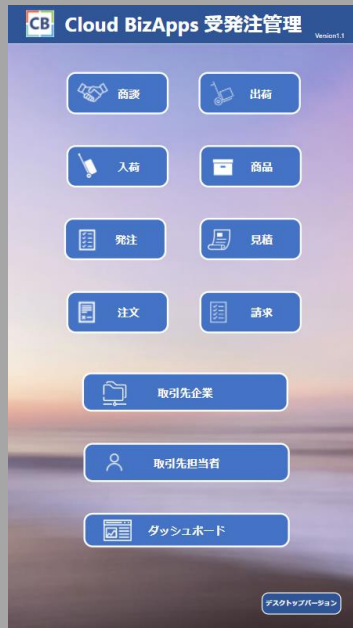 CB Cloud BizApps 受発注管理
Version1.1
商談
出荷
入荷
商品
発注
見積
注文
請求
取引先企業
取引先担当者
ダッシュボード
デスクトップバージョン